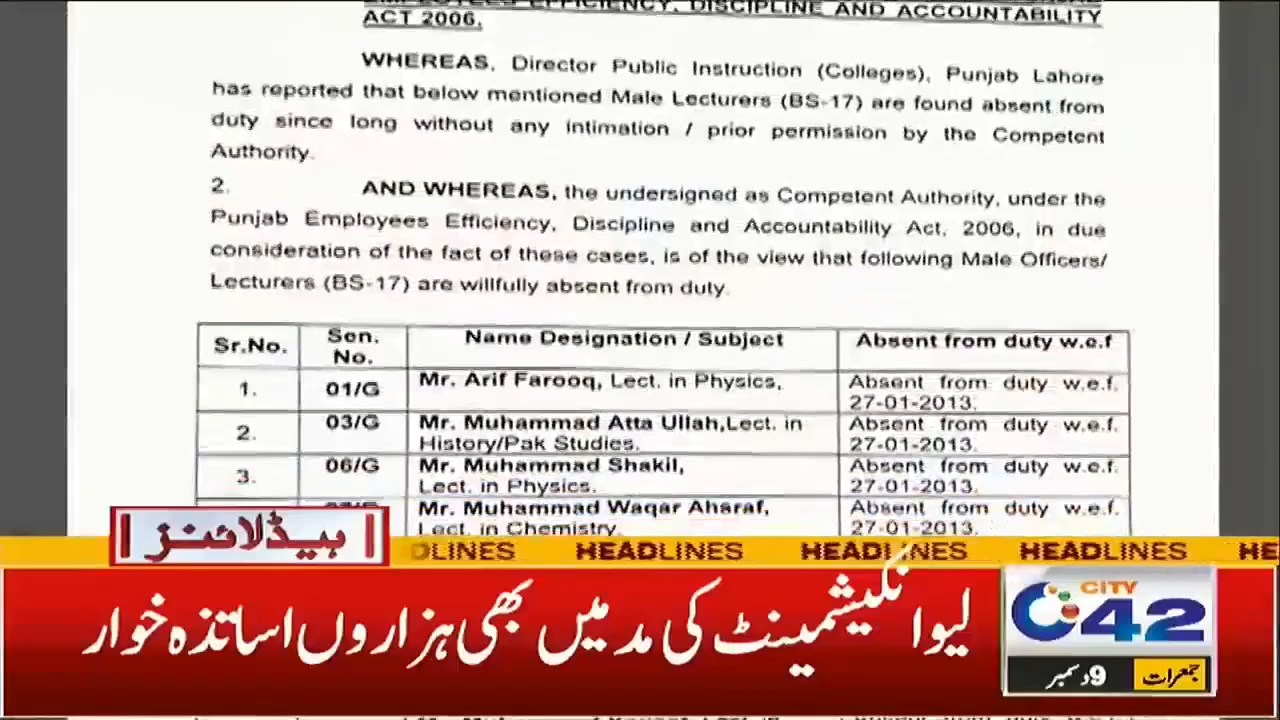 EMPLOYEES EFFICIENCY, DISCIPLINE AND ACCOUNTABILITY
ACT 2006.
WHEREAS, Director Public Instruction (Colleges), Punjab Lahore
has reported that below mentioned Male Lecturers (BS-17) are found absent from
duty since long without any intimation / prior permission by the Competent
Authority.
2. AND WHEREAS, the undersigned as Competent Authority, under the
Punjab Employees Efficiency, Discipline and Accountability Act, 2006, in due
consideration of the fact of these cases, is of the view that following Male Officers/
Lecturers (BS-17) are willfully absent from duty.
Sr.No. Sen. No. Name Designation / Subject Absent from duty w.e.f
1. 01/G Mr. Arif Farooq, Lect. in Physics, Absent from duty w.e.f. 27-01-2013.
2. 03/G Mr. Muhammad Atta Ullah,Lect. in History/Pak Studies. Absent from duty w.e.f. 27-01-2013.
3. 06/G Mr. Muhammad Shakil, Lect. in Physics. Absent from duty w.e.f. 27-01-2013.
Mr. Muhammad Waqar Aharaf, Lect. in Chemistry. Absent from duty w.e.f. 27-01-2013.
ہیڈلائنز
DLINES HEADLINES HEADLINES HEADLINES HE
لیوانکیشمینٹ کی مد میں بھی ہزاروں اساتذہ خوار
CITY
42
جمعرات 9 دسمبر